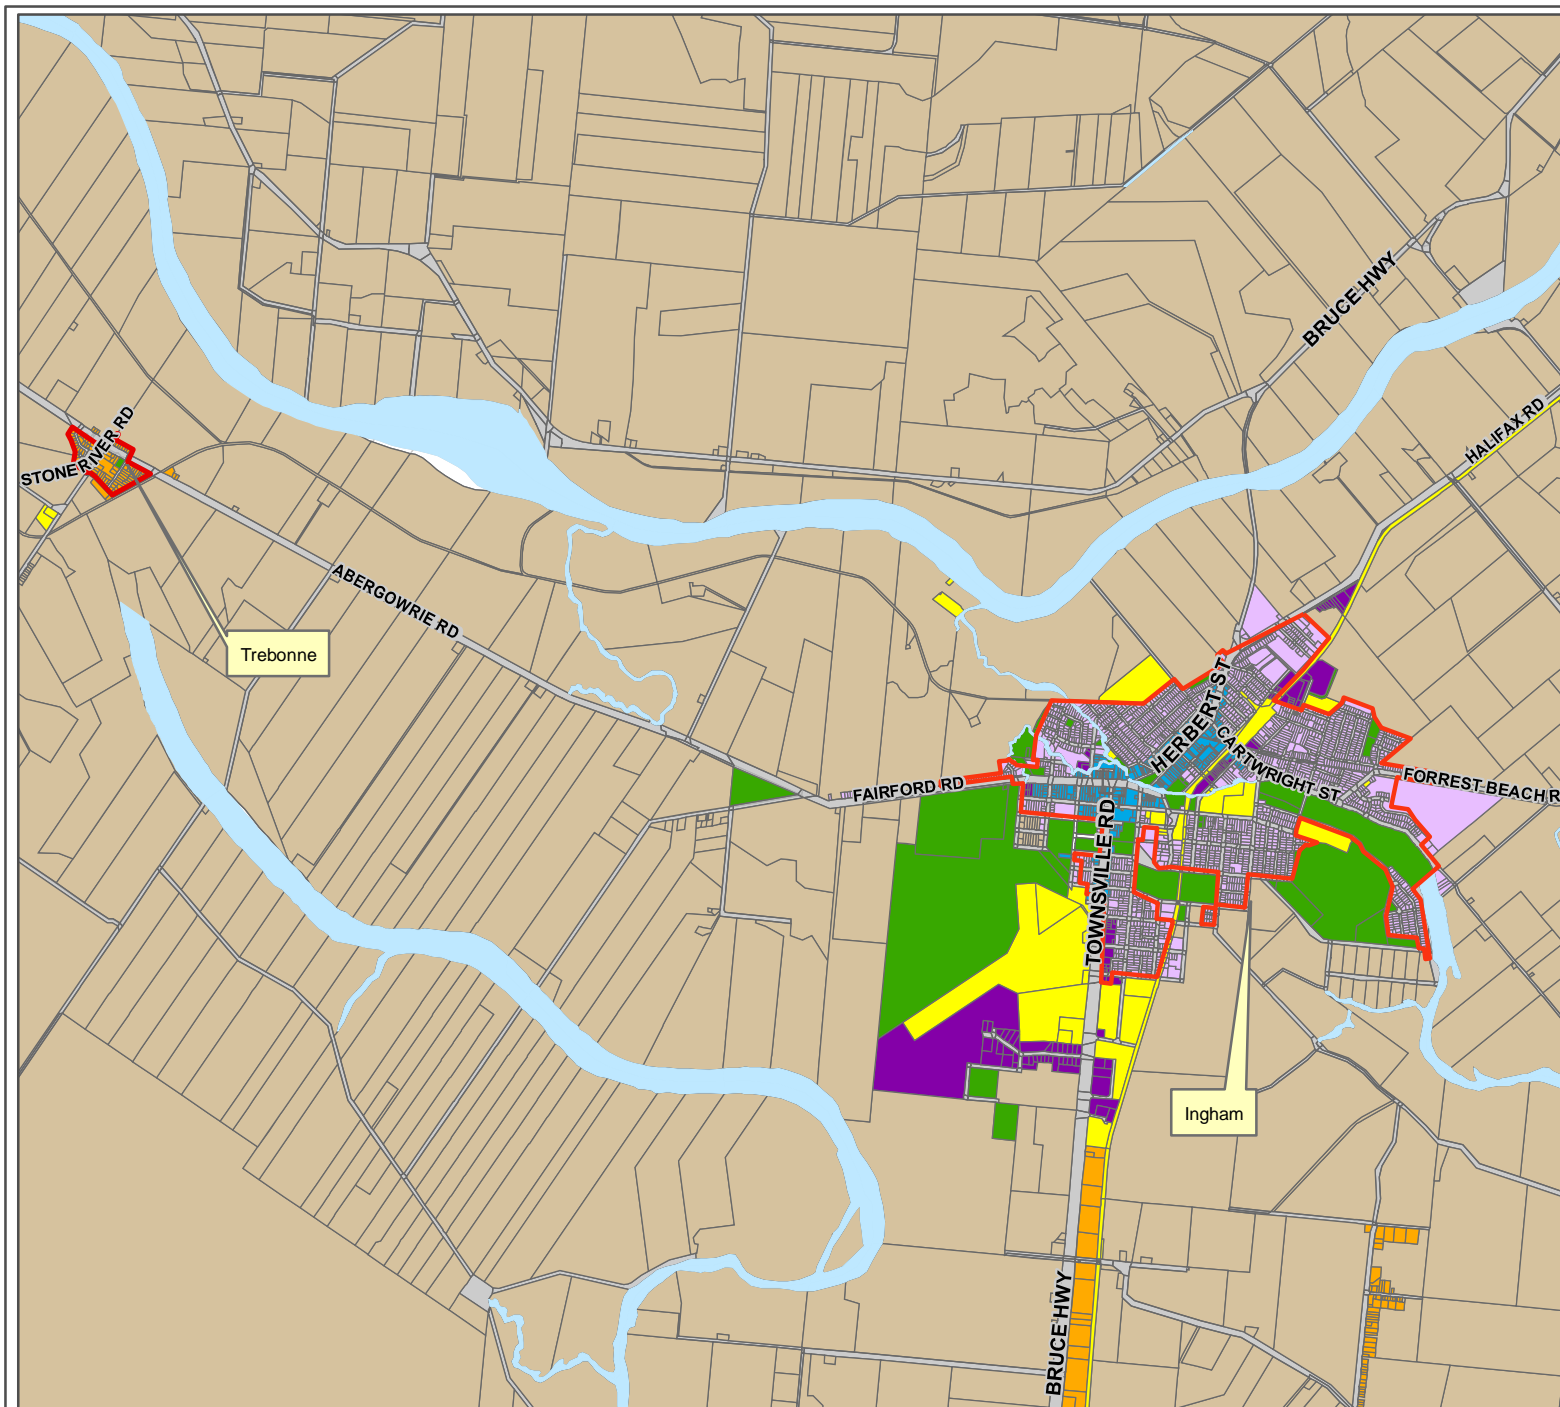 BRUCE HWY
HALIFAX RD
STONE RIVER RD
ABERGOWRIE RD
Trebonne
HERBERT ST
CARTWRIGHT ST
FORREST BEACH R
FAIRFORD RD
TOWNSVILLE RD
Ingham
BRUCE HWY